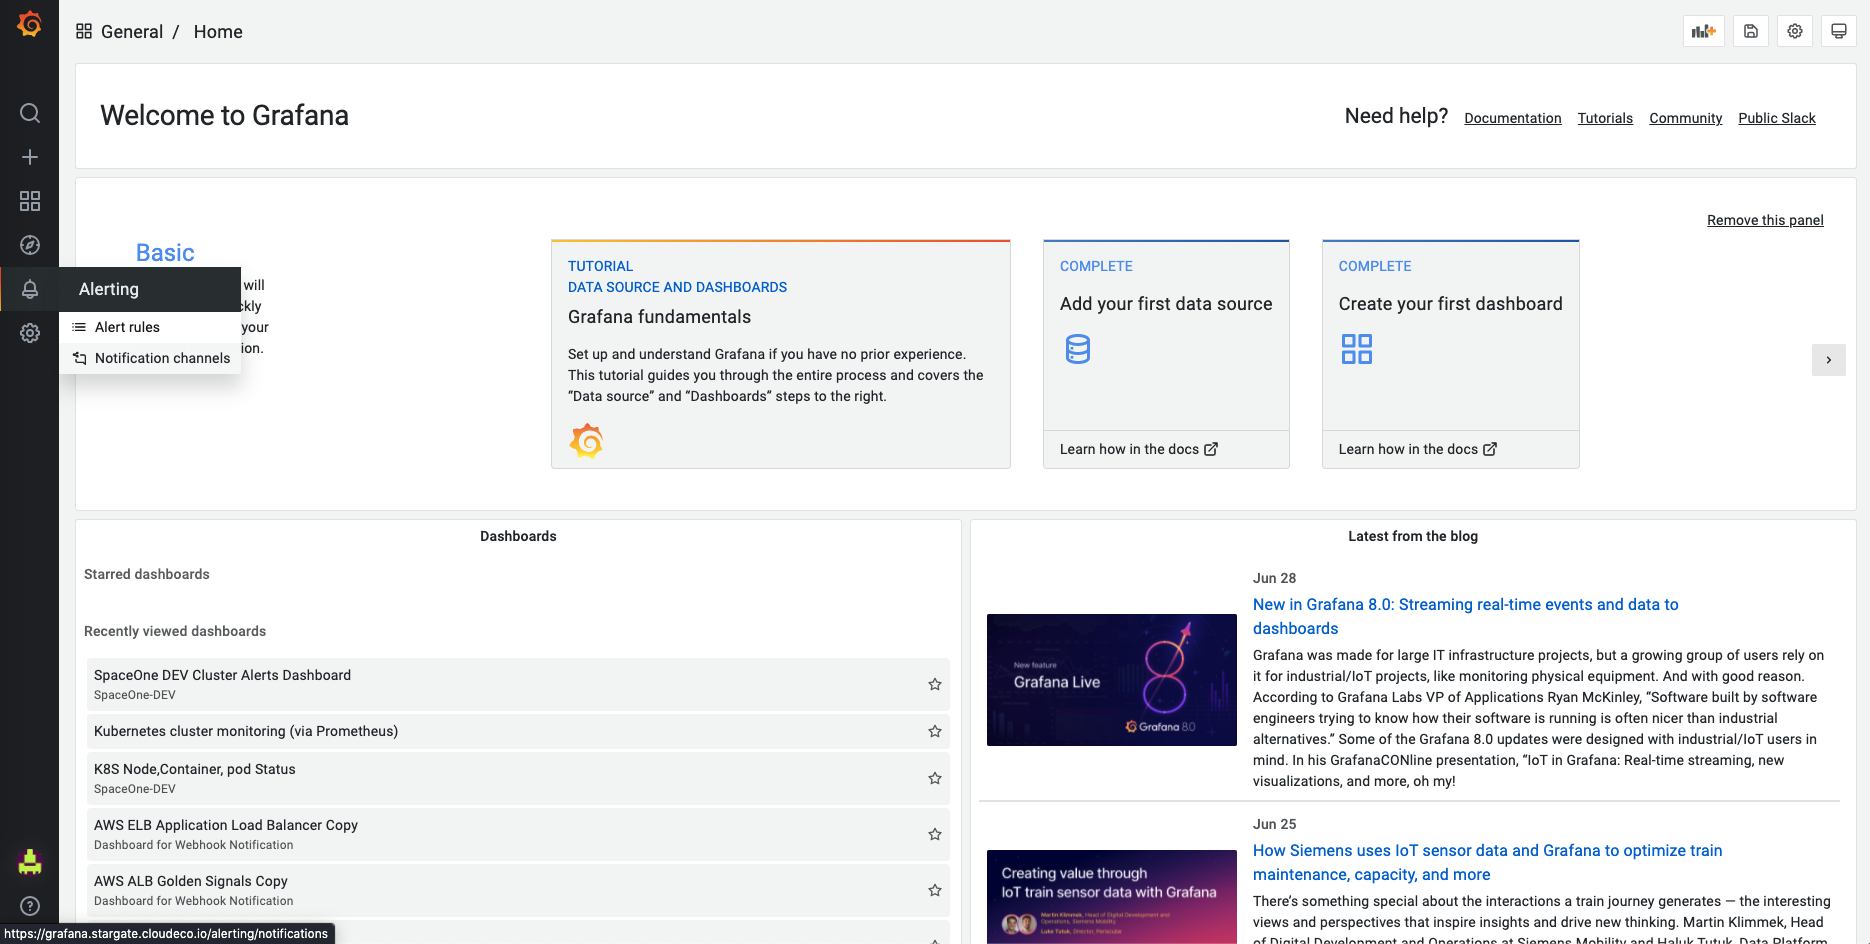 General / Home
Welcome to Grafana
Need help? Documentation Tutorials Community Public Slack
Remove this panel
Basic
Alerting
will
ckly
Alert rules
your
Notification channels
ion.
TUTORIAL
DATA SOURCE AND DASHBOARDS
Grafana fundamentals
Set up and understand Grafana if you have no prior experience.
This tutorial guides you through the entire process and covers the
“Data source” and “Dashboards” steps to the right.
COMPLETE
Add your first data source
Learn how in the docs
COMPLETE
Create your first dashboard
Learn how in the docs
Dashboards
Starred dashboards
Recently viewed dashboards
SpaceOne DEV Cluster Alerts Dashboard
SpaceOne-DEV
Kubernetes cluster monitoring (via Prometheus)
K8S Node,Container, pod Status
SpaceOne-DEV
AWS ELB Application Load Balancer Copy
Dashboard for Webhook Notification
AWS ALB Golden Signals Copy
Dashboard for Webhook Notification
Latest from the blog
Jun 28
New in Grafana 8.0: Streaming real-time events and data to
dashboards
New feature
Grafana Live
Grafana 8.0
Grafana was made for large IT infrastructure projects, but a growing group of users rely on
it for industrial/IoT projects, like monitoring physical equipment. And with good reason.
According to Grafana Labs VP of Applications Ryan McKinley, “Software built by software
engineers trying to know how their software is running is often nicer than industrial
alternatives.” Some of the Grafana 8.0 updates were designed with industrial/IoT users in
mind. In his GrafanaCONline presentation, “IoT in Grafana: Real-time streaming, new
visualizations, and more, oh my!
Jun 25
How Siemens uses IoT sensor data and Grafana to optimize train
maintenance, capacity, and more
Creating value through
IoT train sensor data with Grafana
Martin Klimmek, Head of Digital Development and
Operations, Siemens Mobility
Luke Tutuk, Director, Periscube
There’s something special about the interactions a train journey generates — the interesting
views and perspectives that inspire insights and drive new thinking. Martin Klimmek, Head
of Digital Development and Operations at Siemens Mobility and Haluk Tutuk, Data Platform
https://grafana.stargate.cloudeco.io/alerting/notifications